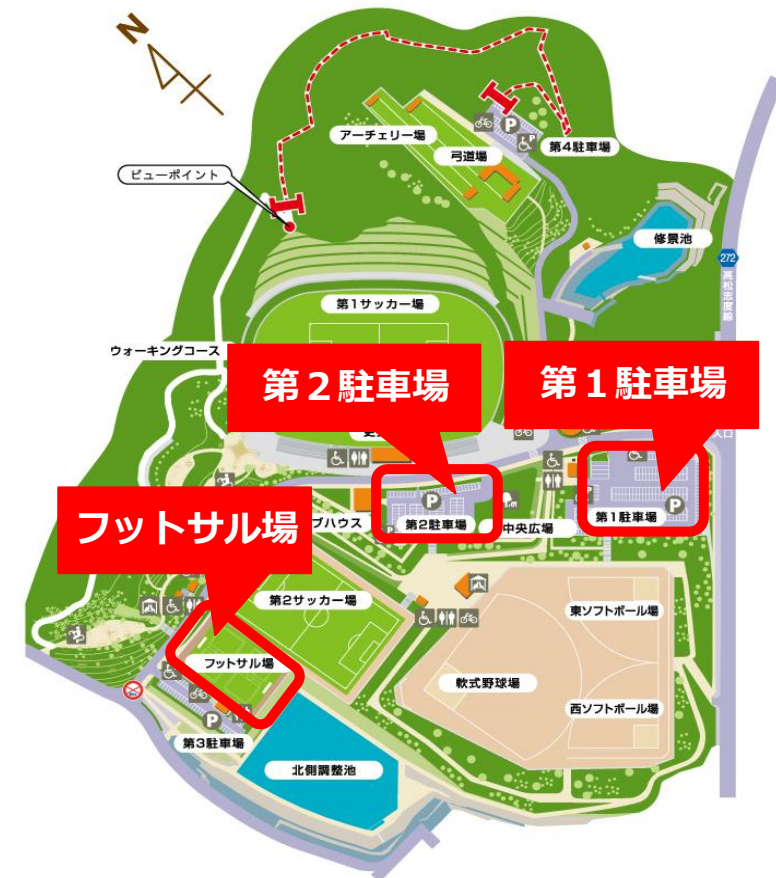 N
アーチェリー場
弓道場
P
P
第4駐車場
ビューポイント
修景池
272
高松志度線
第1サッカー場
ウォーキングコース
第２駐車場
第１駐車場
入口
P
ブハウス
第2駐車場
中央広場
P
第1駐車場
フットサル場
第2サッカー場
東ソフトボール場
フットサル場
軟式野球場
西ソフトボール場
P
第3駐車場
北側調整池